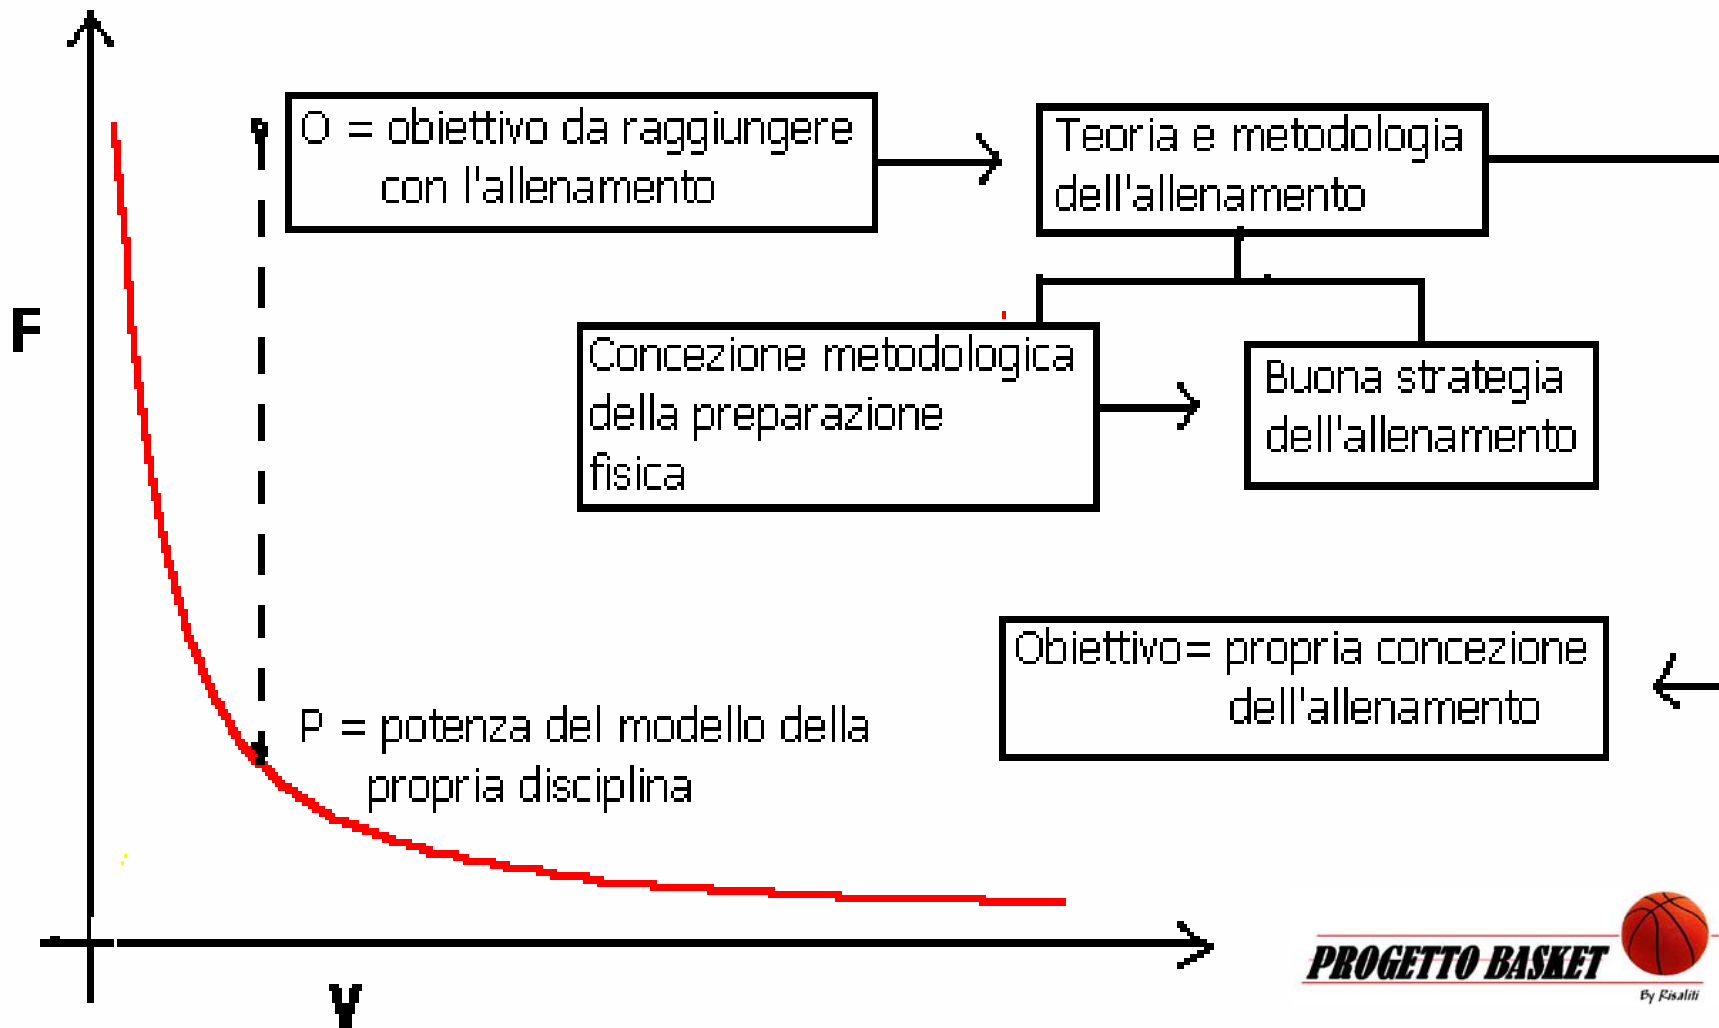 O = obiettivo da raggiungere
con l'allenamento
Teoria e metodologia
dell'allenamento
F
Concezione metodologica
della preparazione
fisica
Buona strategia
dell'allenamento
Obiettivo= propria concezione
dell'allenamento
P = potenza del modello della
propria disciplina
V
PROGETTO BASKET
By Risaliti